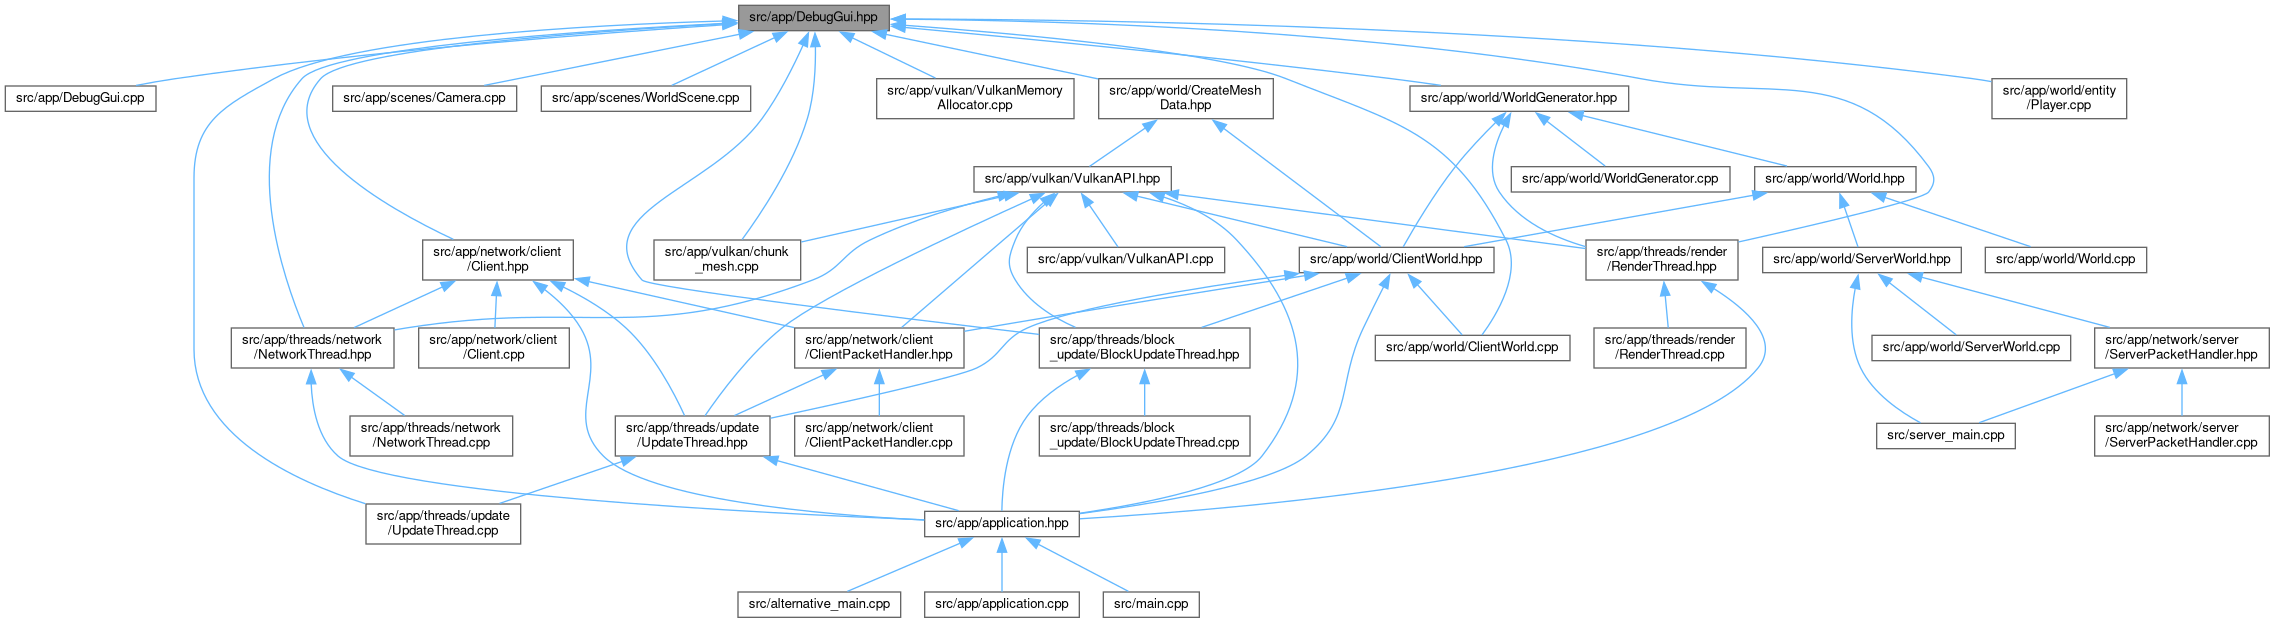 src/app/DebugGui.hpp
src/app/DebugGui.cpp
src/app/scenes/Camera.cpp
src/app/scenes/WorldScene.cpp
src/app/vulkan/VulkanMemory
Allocator.cpp
src/app/world/CreateMesh
Data.hpp
src/app/world/WorldGenerator.hpp
src/app/world/entity
/Player.cpp
src/app/vulkan/VulkanAPI.hpp
src/app/world/WorldGenerator.cpp
src/app/world/World.hpp
src/app/network/client
/Client.hpp
src/app/vulkan/chunk
_mesh.cpp
src/app/vulkan/VulkanAPI.cpp
src/app/world/ClientWorld.hpp
src/app/threads/render
/RenderThread.hpp
src/app/world/ServerWorld.hpp
src/app/world/World.cpp
src/app/threads/network
/NetworkThread.hpp
src/app/network/client
/Client.cpp
src/app/network/client
/ClientPacketHandler.hpp
src/app/threads/block
_update/BlockUpdateThread.hpp
src/app/world/ClientWorld.cpp
src/app/threads/render
/RenderThread.cpp
src/app/world/ServerWorld.cpp
src/app/network/server
/ServerPacketHandler.hpp
src/app/threads/network
/NetworkThread.cpp
src/app/threads/update
/UpdateThread.hpp
src/app/network/client
/ClientPacketHandler.cpp
src/app/threads/block
_update/BlockUpdateThread.cpp
src/server_main.cpp
src/app/network/server
/ServerPacketHandler.cpp
src/app/threads/update
/UpdateThread.cpp
src/app/application.hpp
src/alternative_main.cpp
src/app/application.cpp
src/main.cpp